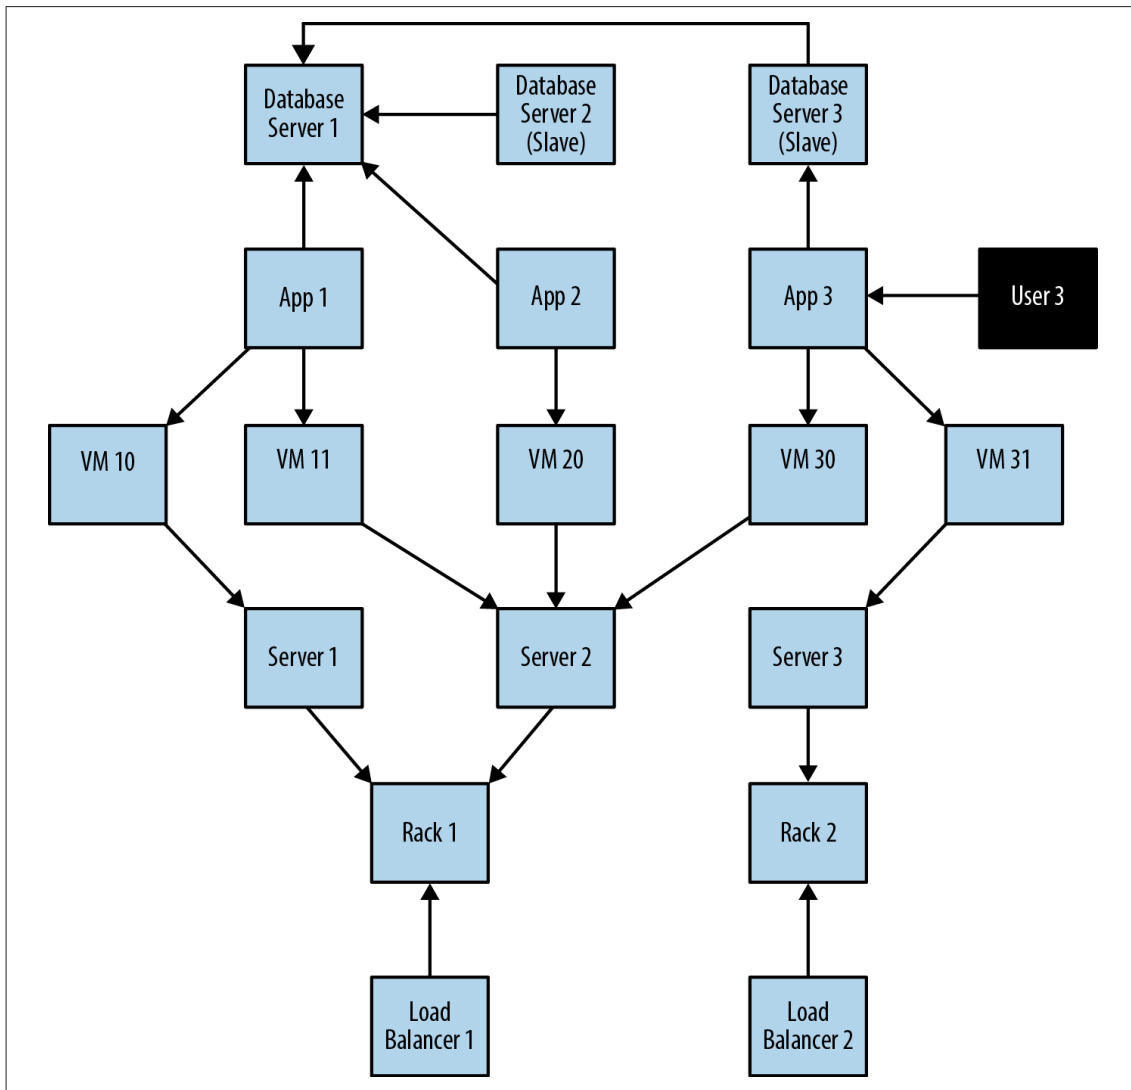 Database
Server 1
Database
Server 2
(Slave)
Database
Server 3
(Slave)
App 1
App 2
App 3
User 3
VM 10
VM 11
VM 20
VM 30
VM 31
Server 1
Server 2
Server 3
Rack 1
Rack 2
Load
Balancer 1
Load
Balancer 2